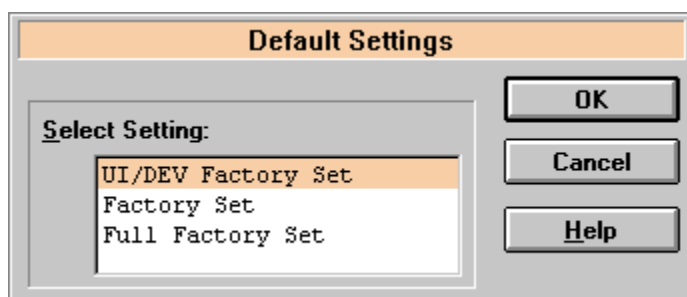 Default Settings
Select Setting:
UI/DEV Factory Set
Factory Set
Full Factory Set
OK
Cancel
Help